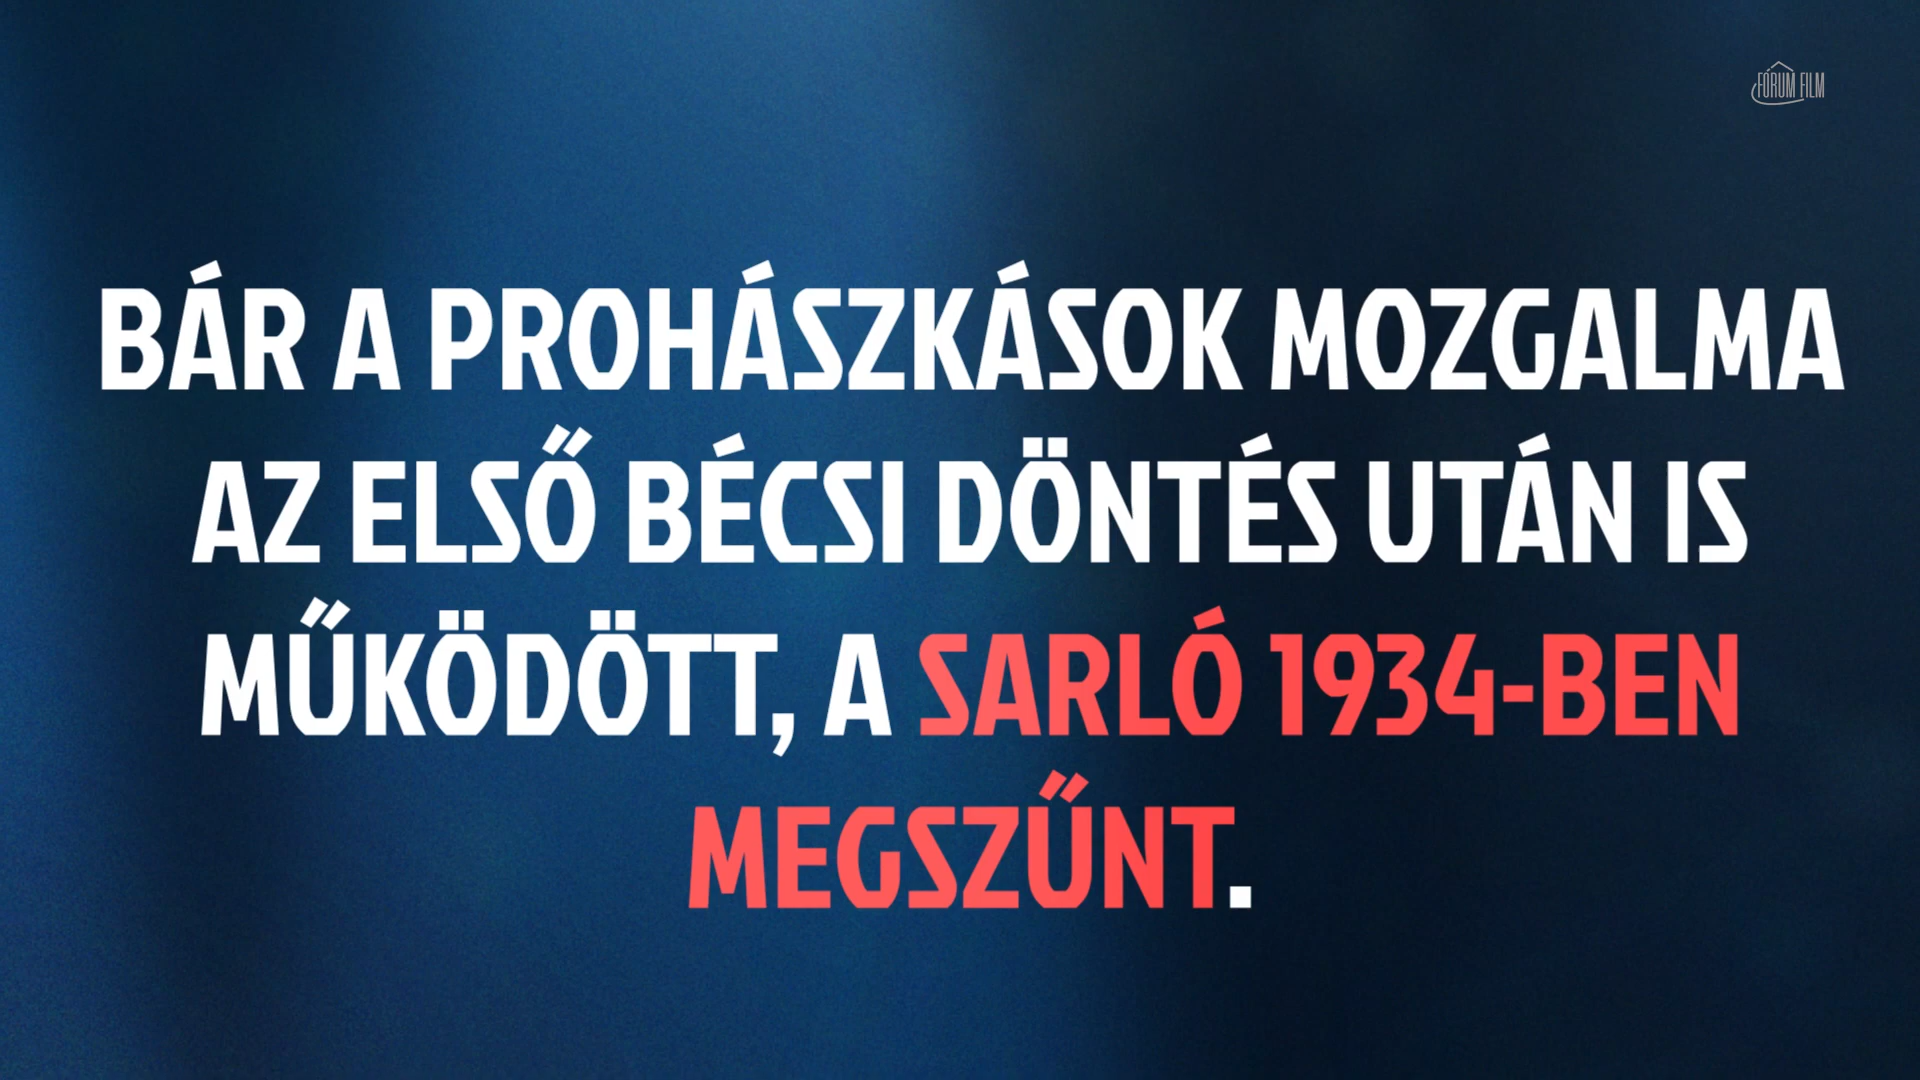 FÓRUM FILM
BÁR A PROHÁSZKÁSOK MOZGALMA
AZ ELSŐ BÉCSI DÖNTÉS UTÁN IS
MŰKÖDÖTT, A SARLÓ 1934-BEN
MEGSZŰNT.